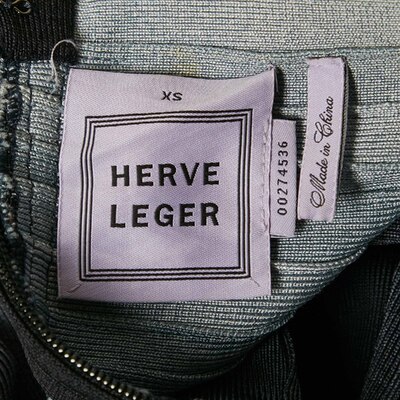 XS
HERVE
LEGER
00274536
Made in China